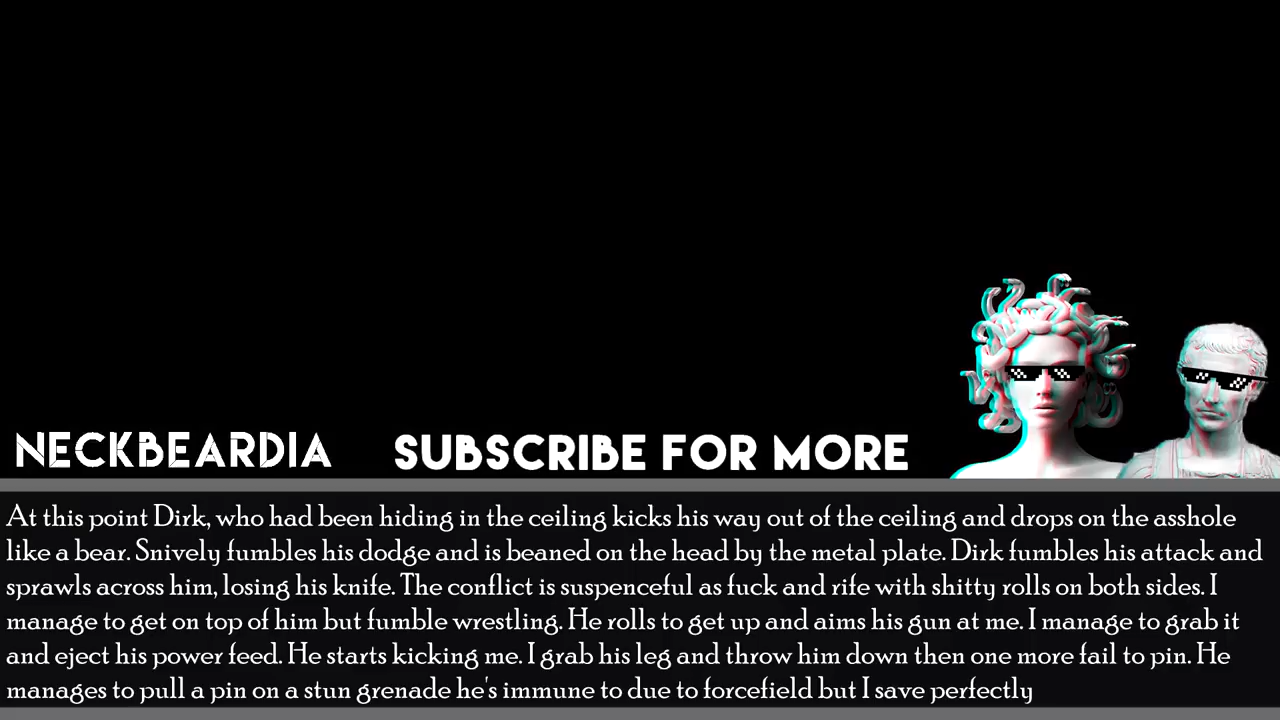 NECKBEARDIA SUBSCRIBE FOR MORE
At this point Dirk, who had been hiding in the ceiling kicks his way out of the ceiling and drops on the asshole
like a bear. Snively fumbles his dodge and is beaned on the head by the metal plate. Dirk fumbles his attack and
sprawls across him, losing his knife. The conflict is suspenceful as fuck and rife with shitty rolls on both sides. I
manage to get on top of him but fumble wrestling. He rolls to get up and aims his gun at me. I manage to grab it
and eject his power feed. He starts kicking me. I grab his leg and throw him down then one more fail to pin. He
manages to pull a pin on a stun grenade he's immune to due to forcefield but I save perfectly